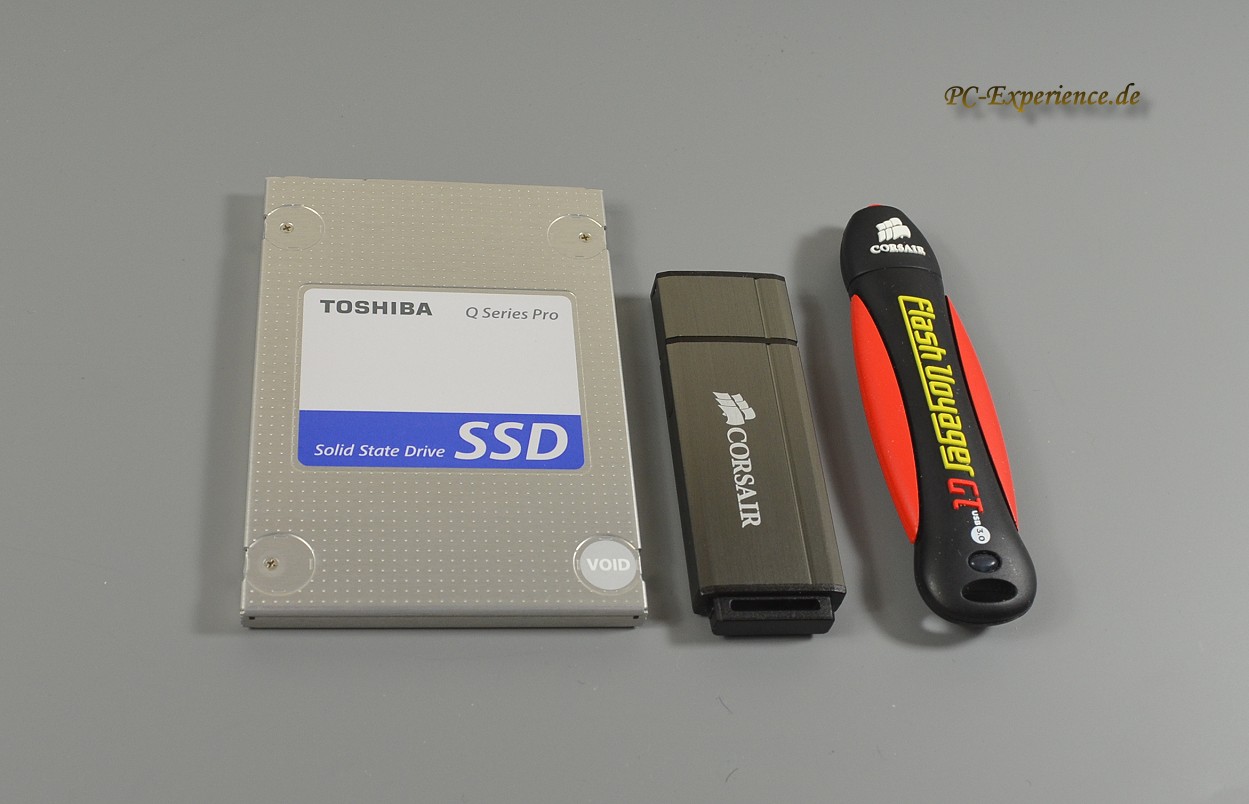 PC-Experience.de
TOSHIBA
Q Series Pro
Solid State Drive SSD
VOID
CORSAIR
CORSAIR
Flash Voyager GT
USB 3.0